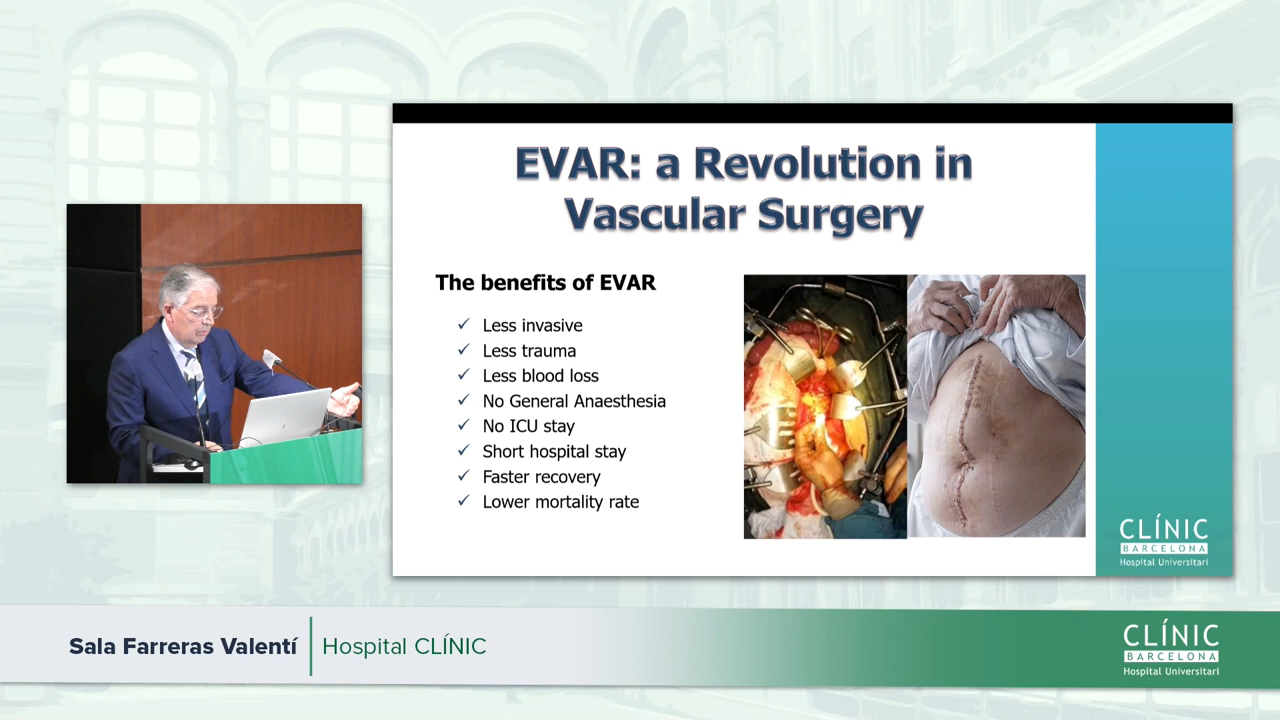 EVAR: a Revolution in
Vascular Surgery
The benefits of EVAR
✓ Less invasive
✓ Less trauma
✓ Less blood loss
✓ No General Anaesthesia
✓ No ICU stay
✓ Short hospital stay
✓ Faster recovery
✓ Lower mortality rate
CLÍNIC
BARCELONA
Hospital Universitari
Sala Farreras Valentí
Hospital CLÍNIC
CLÍNIC
BARCELONA
Hospital Universitari